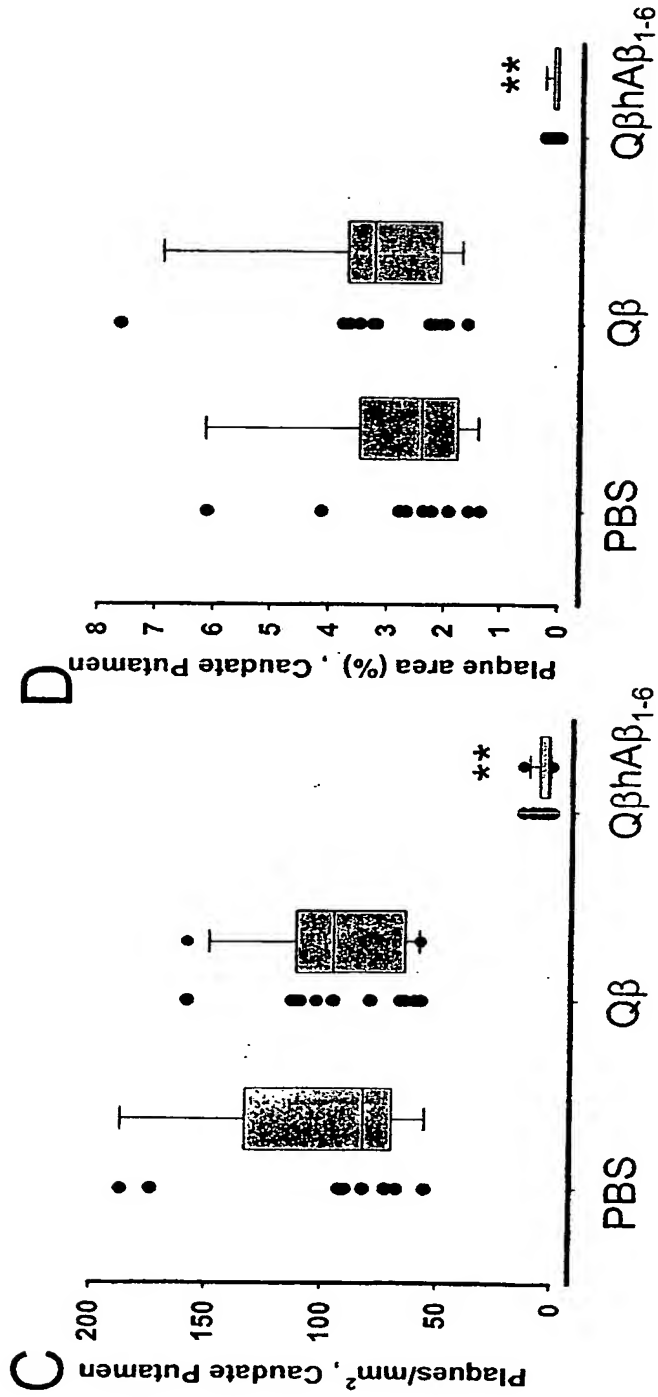 C
Plaques/mm², Caudate Putamen
200
150
100
50
0
PBS
Qβ
QβhAβ1-6
**
D
Plaque area (%) , Caudate Putamen
8
7
6
5
4
3
2
1
0
PBS
Qβ
QβhAβ1-6
**